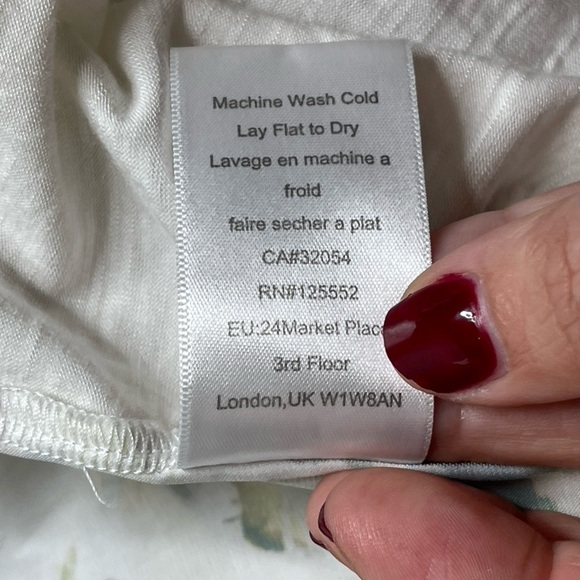 Machine Wash Cold
Lay Flat to Dry
Lavage en machine a
froid
faire secher a plat
CA#32054
RN#125552
EU:24Market Plac
3rd Floor
London,UK W1W8AN